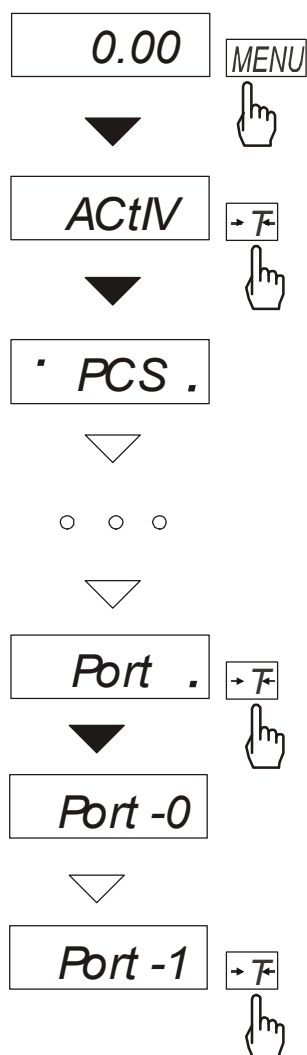 0.00 MENU
ACtIV →T←
˙ PCS .
○ ○ ○
Port . →T←
Port -0
Port -1 →T←